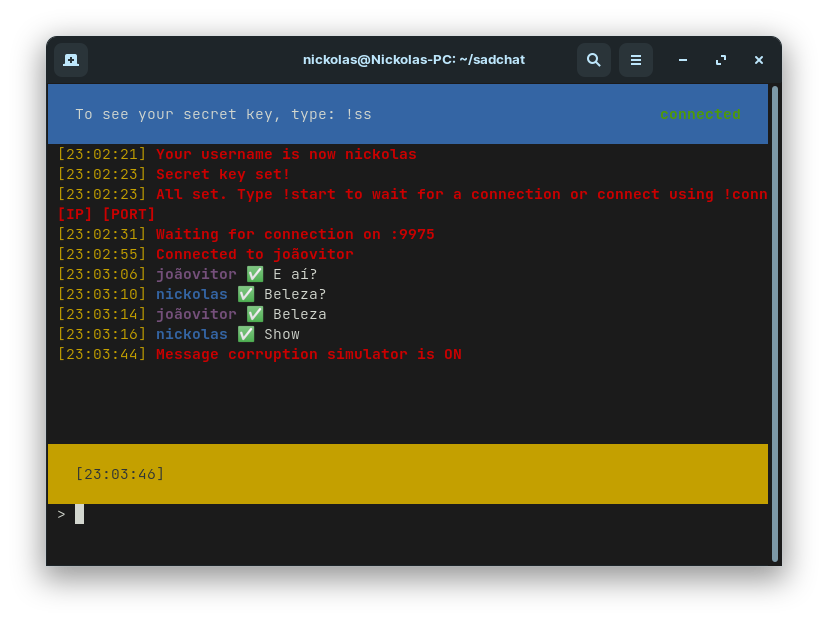 nickolas@Nickolas-PC: ~/sadchat
To see your secret key, type: !ss connected
[23:02:21] Your username is now nickolas
[23:02:23] Secret key set!
[23:02:23] All set. Type !start to wait for a connection or connect using !conn
[IP] [PORT]
[23:02:31] Waiting for connection on :9975
[23:02:55] Connected to joãovitor
[23:03:06] joãovitor ✅ E aí?
[23:03:10] nickolas ✅ Beleza?
[23:03:14] joãovitor ✅ Beleza
[23:03:16] nickolas ✅ Show
[23:03:44] Message corruption simulator is ON
[23:03:46]
>